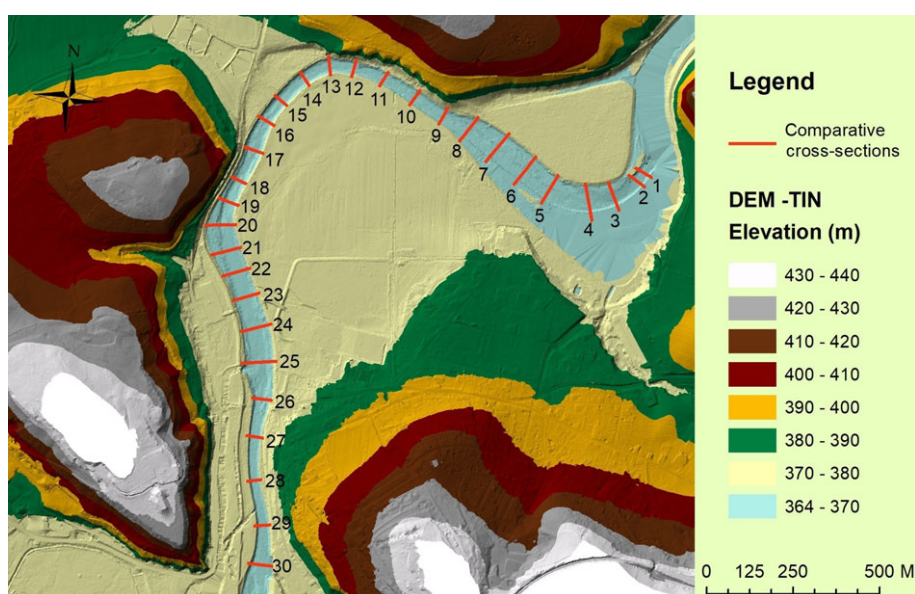 N
13
12
11
14
15
10
16
9
8
17
7
1
18
6
2
19
5
3
4
20
21
22
23
24
25
26
27
28
29
30
Legend
Comparative
cross-sections
DEM -TIN
Elevation (m)
430 - 440
420 - 430
410 - 420
400 - 410
390 - 400
380 - 390
370 - 380
364 - 370
0 125 250 500 M